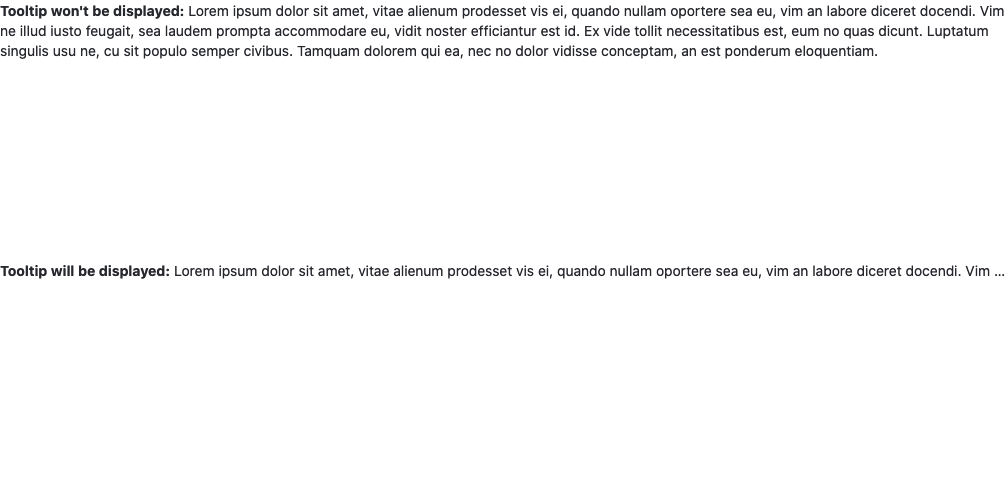 Tooltip won't be displayed: Lorem ipsum dolor sit amet, vitae alienum prodesset vis ei, quando nullam oportere sea eu, vim an labore diceret docendi. Vim
ne illud iusto feugait, sea laudem prompta accommodare eu, vidit noster efficiantur est id. Ex vide tollit necessitatibus est, eum no quas dicunt. Luptatum
singulis usu ne, cu sit populo semper civibus. Tamquam dolorem qui ea, nec no dolor vidisse conceptam, an est ponderum eloquentiam.
Tooltip will be displayed: Lorem ipsum dolor sit amet, vitae alienum prodesset vis ei, quando nullam oportere sea eu, vim an labore diceret docendi. Vim ...